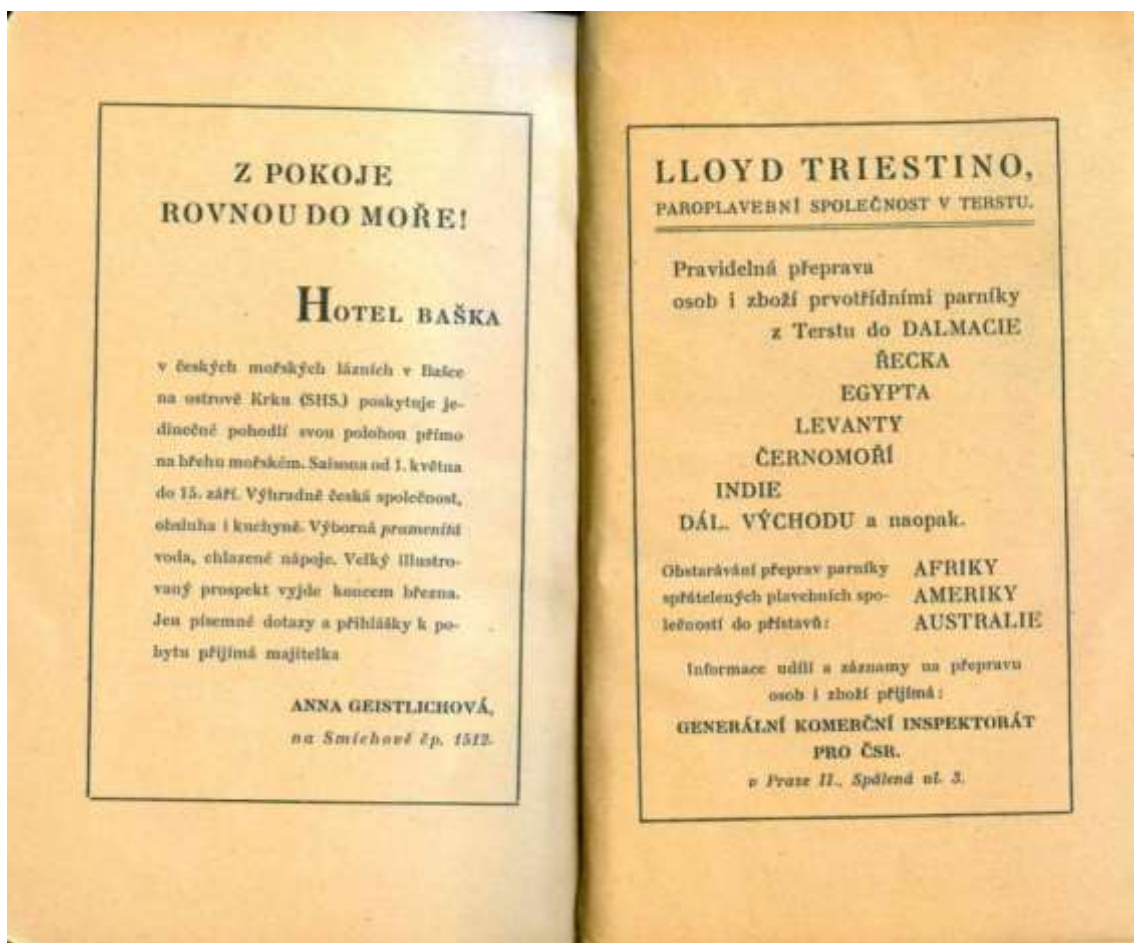 Z POKOJE
ROVNOU DO MOŘE!
HOTEL BAŠKA
v českých mořských lázních v Bašce
na ostrově Krku (SHS.) poskytuje je-
dinečné pohodlí svou polohou přímo
na břehu mořském. Saisona od 1. května
do 15. září. Výhradně česká společnost,
obsluha i kuchyně. Výborná pramenitá
voda, chlazené nápoje. Velký illustro-
vaný prospekt vyjde koncem března.
Jen písemné dotazy a přihlášky k po-
bytu přijímá majitelka
ANNA GEISTLICHOVÁ,
na Smíchově čp. 1512.
LLOYD TRIESTINO,
PAROPLAVEBNÍ SPOLEČNOST V TERSTU.
Pravidelná přeprava
osob i zboží prvotřídními parníky
z Terstu do DALMACIE
ŘECKA
EGYPTA
LEVANTY
ČERNOMOŘÍ
INDIE
DÁL. VÝCHODU a naopak.
Obstarávání přeprav parníky AFRIKY
spřátelených plavebních spo- AMERIKY
lečností do přístavů: AUSTRALIE
Informace udílí a záznamy na přepravu
osob i zboží přijímá:
GENERÁLNÍ KOMERČNÍ INSPEKTORÁT
PRO ČSR.
v Praze II., Spálená ul. 3.